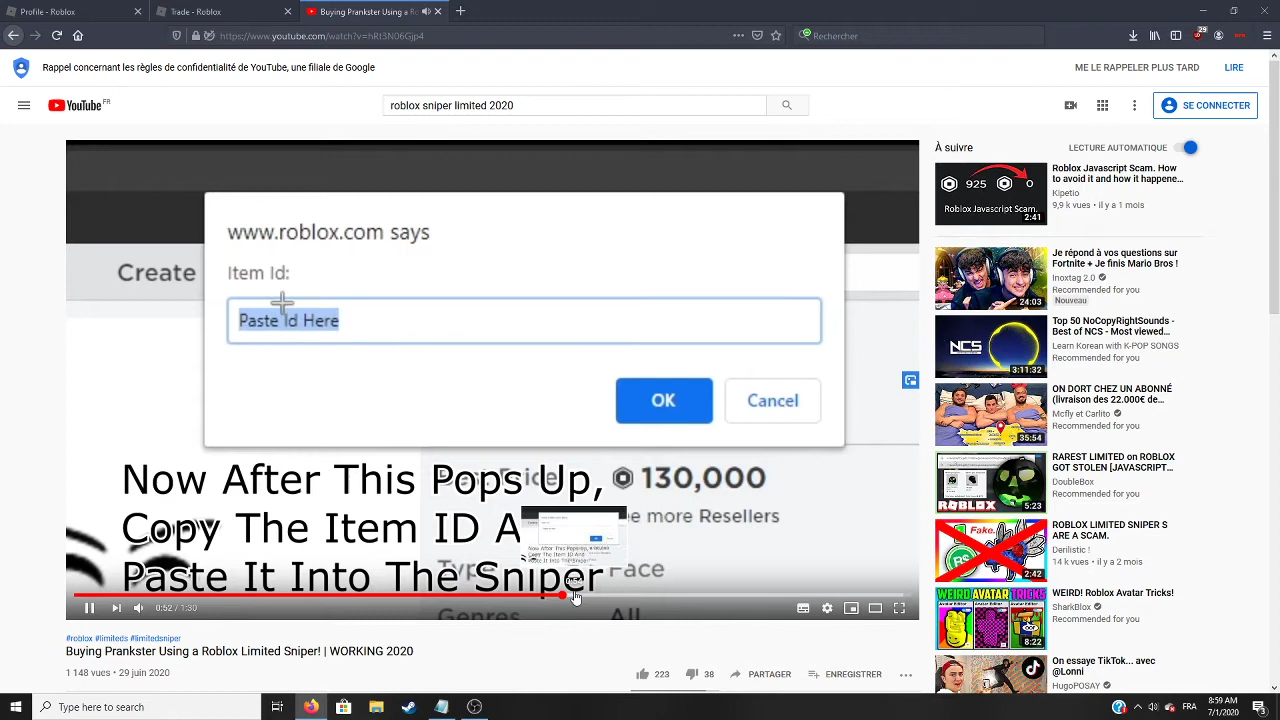 Profile - Roblox
Trade - Roblox
Buying Prankster Using a Ro
https://www.youtube.com/watch?v=hRt3N06Gjp4
Rechercher
29
Rappel concernant les règles de confidentialité de YouTube, une filiale de Google
ME LE RAPPELER PLUS TARD
LIRE
YouTube FR
roblox sniper limited 2020
SE CONNECTER
www.roblox.com says
Create
Item Id:
Paste Id Here
OK
Cancel
130,000
Now After This Pops Up,
Copy The Item ID A
Paste It Into The Sniper
e more Resellers
Face
Genres
All
0:52 / 1:30
#roblox #limiteds #limitedsniper
Buying Prankster Using a Roblox Limited Sniper! | WORKING 2020
1 148 vues • 29 juin 2020
223
38
PARTAGER
ENREGISTRER
À suivre
LECTURE AUTOMATIQUE
925
0
Roblox Javascript Scam.
2:41
Roblox Javascript Scam. How
to avoid it and how it happene...
Kipetio
9,9 k vues • il y a 1 mois
24:03
Je répond à vos questions sur
Fortnite + Je finis Mario Bros !
Inoxtag 2.0
Recommended for you
Nouveau
NCS
3:11:32
Top 50 NoCopyRightSounds -
Best of NCS - Most viewed...
Learn Korean with K-POP SONGS
Recommended for you
35:54
ON DORT CHEZ UN ABONNÉ
(livraison des 22.000€ de...
Mcfly et Carlito
Recommended for you
ROBLOX
5:23
RAREST LIMITED on ROBLOX
GOT STOLEN [JAVASCRIPT...
DoubleBox
Recommended for you
Fake
2:42
ROBLOX LIMITED SNIPER S
ARE A SCAM.
Derilistic !
14 k vues • il y a 2 mois
WEIRD AVATAR TRICKS
8:22
WEIRD! Roblox Avatar Tricks!
SharkBlox
Recommended for you
On essaye TikTok... avec
@Lonni
HugoPOSAY
Type here to search
8:59 AM
7/1/2020